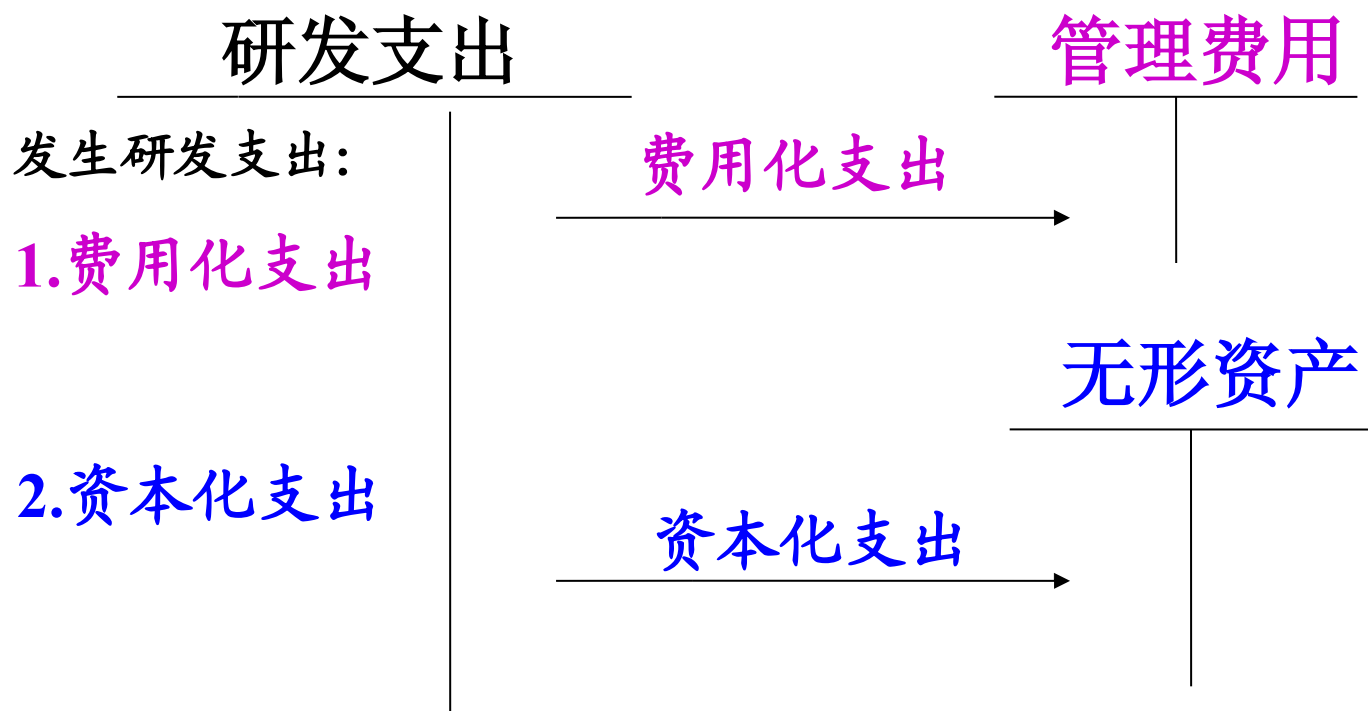 研发支出
管理费用
发生研发支出：
费用化支出
1.费用化支出
无形资产
2.资本化支出
资本化支出